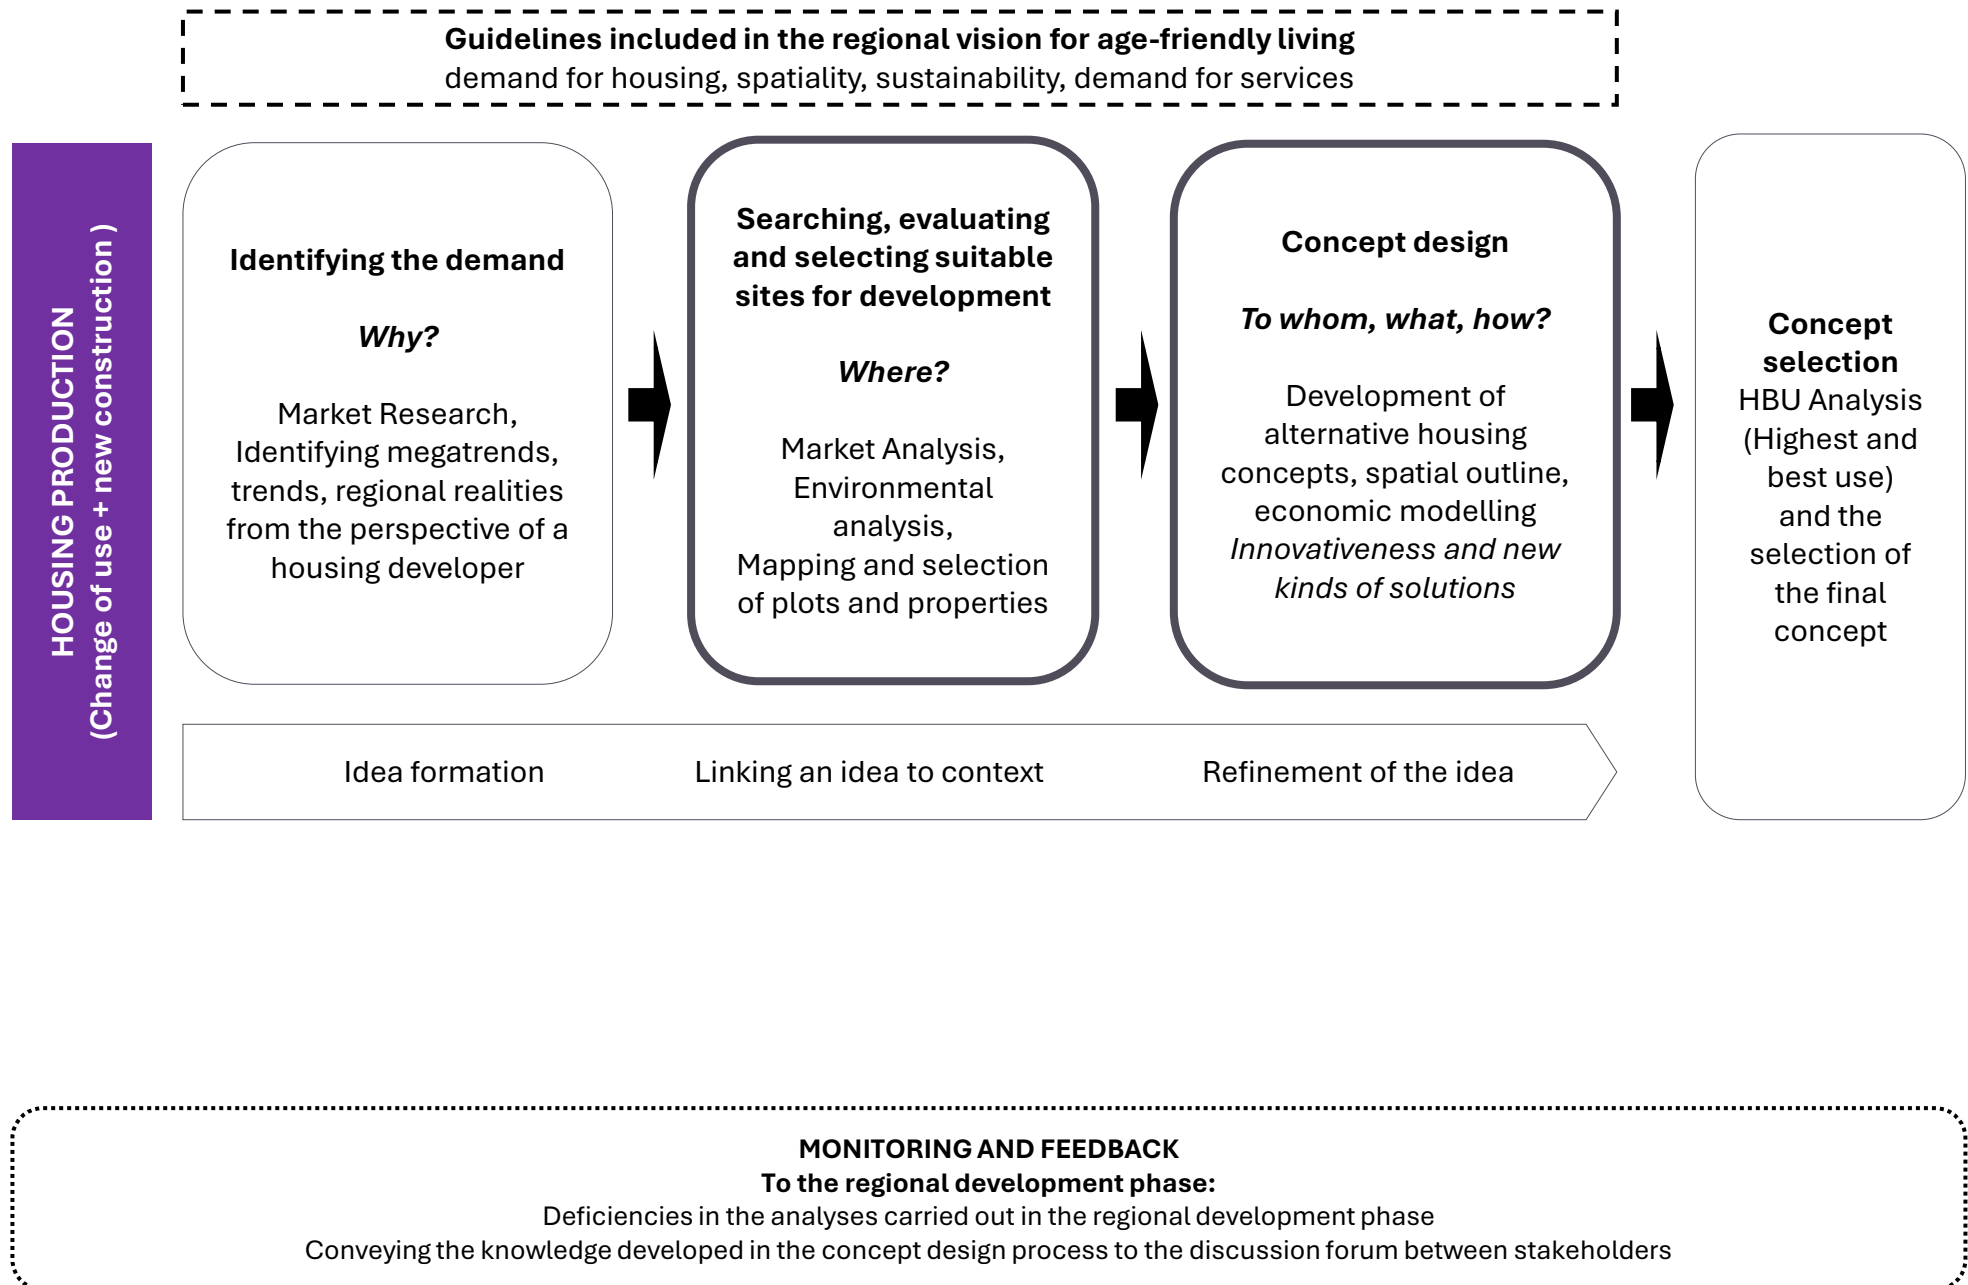 Guidelines included in the regional vision for age-friendly living
demand for housing, spatiality, sustainability, demand for services
HOUSING PRODUCTION
(Change of use + new construction )
Identifying the demand
Why?
Market Research,
Identifying megatrends,
trends, regional realities
from the perspective of a
housing developer
Searching, evaluating
and selecting suitable
sites for development
Where?
Market Analysis,
Environmental
analysis,
Mapping and selection
of plots and properties
Concept design
To whom, what, how?
Development of
alternative housing
concepts, spatial outline,
economic modelling
Innovativeness and new
kinds of solutions
Concept
selection
HBU Analysis
(Highest and
best use)
and the
selection of
the final
concept
Idea formation
Linking an idea to context
Refinement of the idea
MONITORING AND FEEDBACK
To the regional development phase:
Deficiencies in the analyses carried out in the regional development phase
Conveying the knowledge developed in the concept design process to the discussion forum between stakeholders